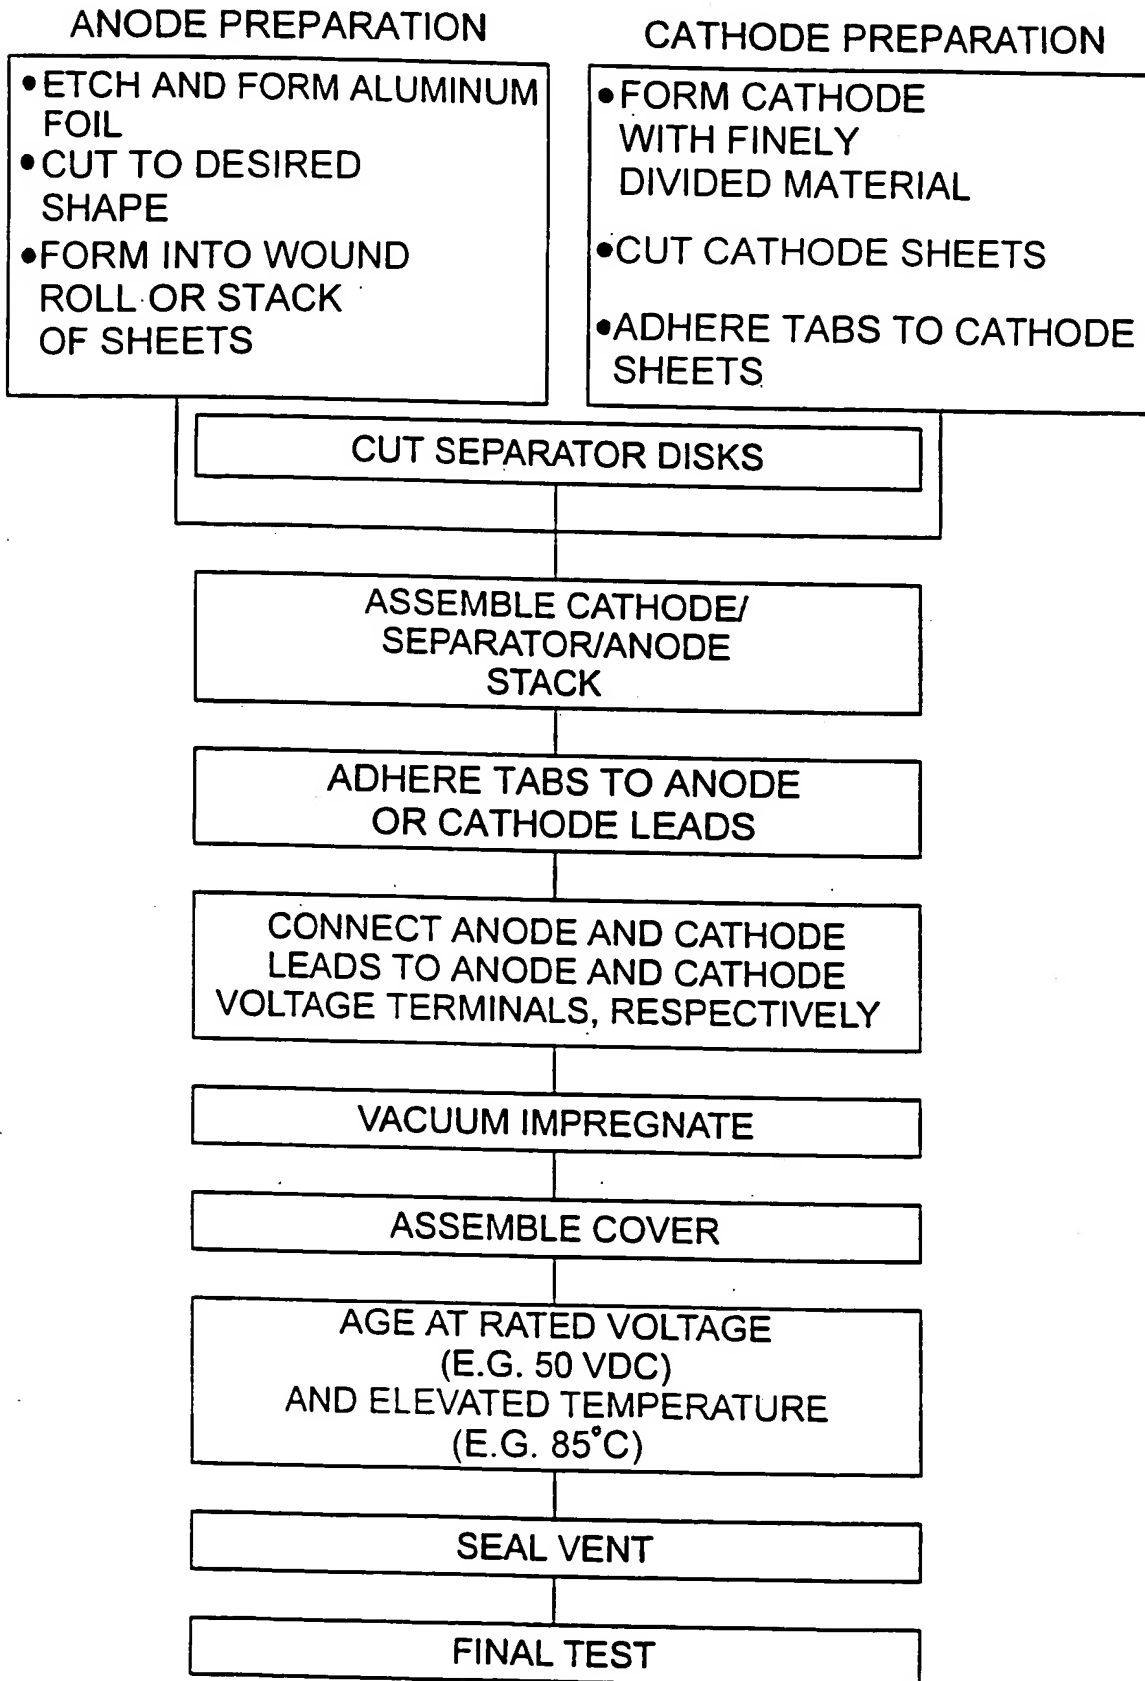 ANODE PREPARATION
• ETCH AND FORM ALUMINUM
FOIL
• CUT TO DESIRED
SHAPE
• FORM INTO WOUND
ROLL OR STACK
OF SHEETS
CATHODE PREPARATION
• FORM CATHODE
WITH FINELY
DIVIDED MATERIAL
• CUT CATHODE SHEETS
• ADHERE TABS TO CATHODE
SHEETS
CUT SEPARATOR DISKS
ASSEMBLE CATHODE/
SEPARATOR/ANODE
STACK
ADHERE TABS TO ANODE
OR CATHODE LEADS
CONNECT ANODE AND CATHODE
LEADS TO ANODE AND CATHODE
VOLTAGE TERMINALS, RESPECTIVELY
VACUUM IMPREGNATE
ASSEMBLE COVER
AGE AT RATED VOLTAGE
(E.G. 50 VDC)
AND ELEVATED TEMPERATURE
(E.G. 85°C)
SEAL VENT
FINAL TEST